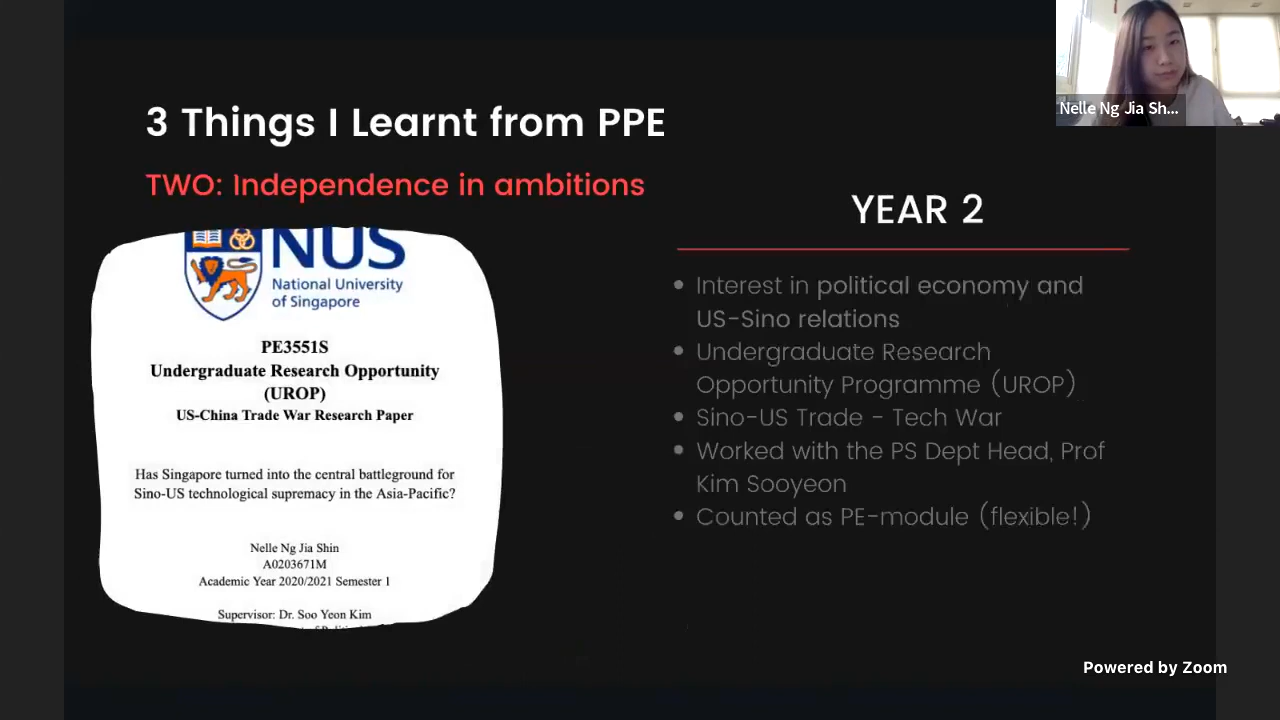 Nelle Ng Jia Sh...
3 Things I Learnt from PPE
TWO: Independence in ambitions
NUS
National University
of Singapore
PE3551S
Undergraduate Research Opportunity
(UROP)
US-China Trade War Research Paper
Has Singapore turned into the central battleground for
Sino-US technological supremacy in the Asia-Pacific?
Nelle Ng Jia Shin
A0203671M
Academic Year 2020/2021 Semester 1
Supervisor: Dr. Soo Yeon Kim
YEAR 2
• Interest in political economy and
US-Sino relations
• Undergraduate Research
Opportunity Programme (UROP)
• Sino-US Trade - Tech War
• Worked with the PS Dept Head, Prof
Kim Sooyeon
• Counted as PE-module (flexible!)
Powered by Zoom